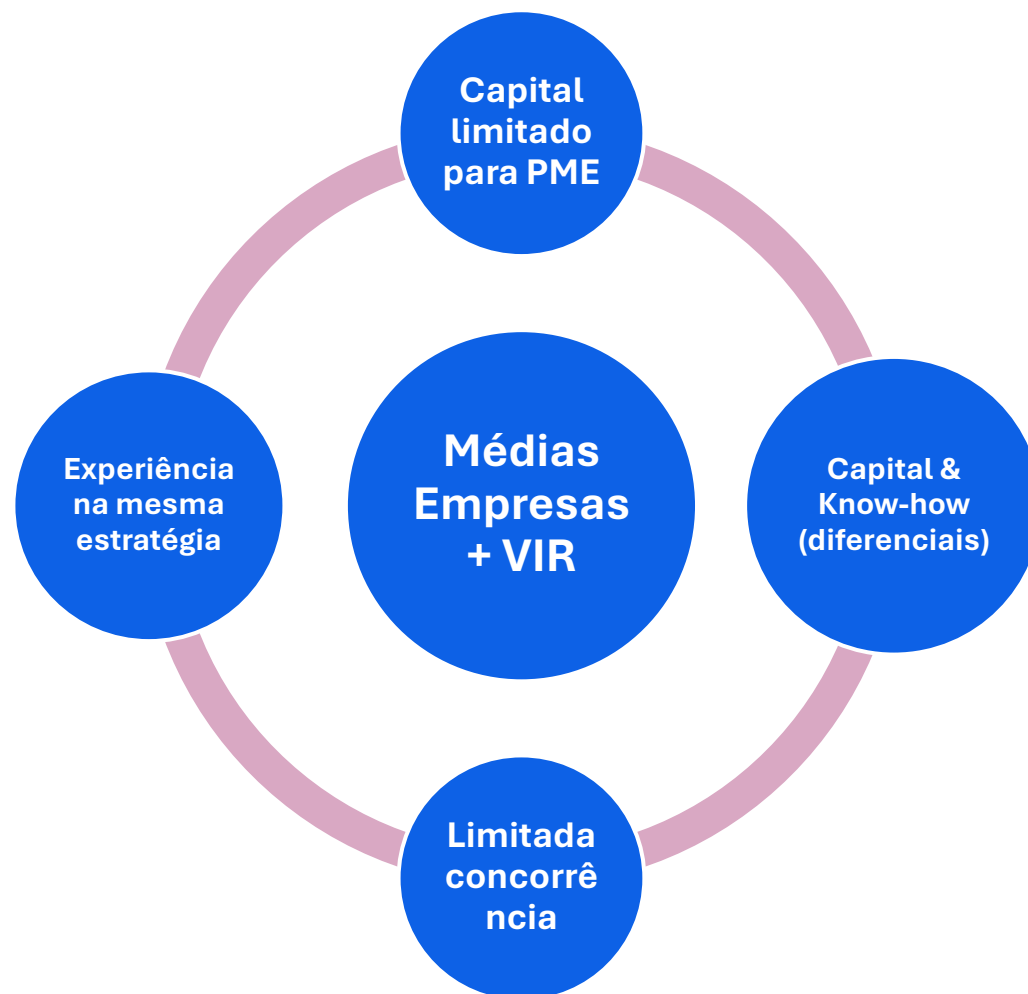 Capital
limitado
para PME
Experiência
na mesma
estratégia
Médias
Empresas
+ VIR
Capital &
Know-how
(diferenciais)
Limitada
concorrê
ncia